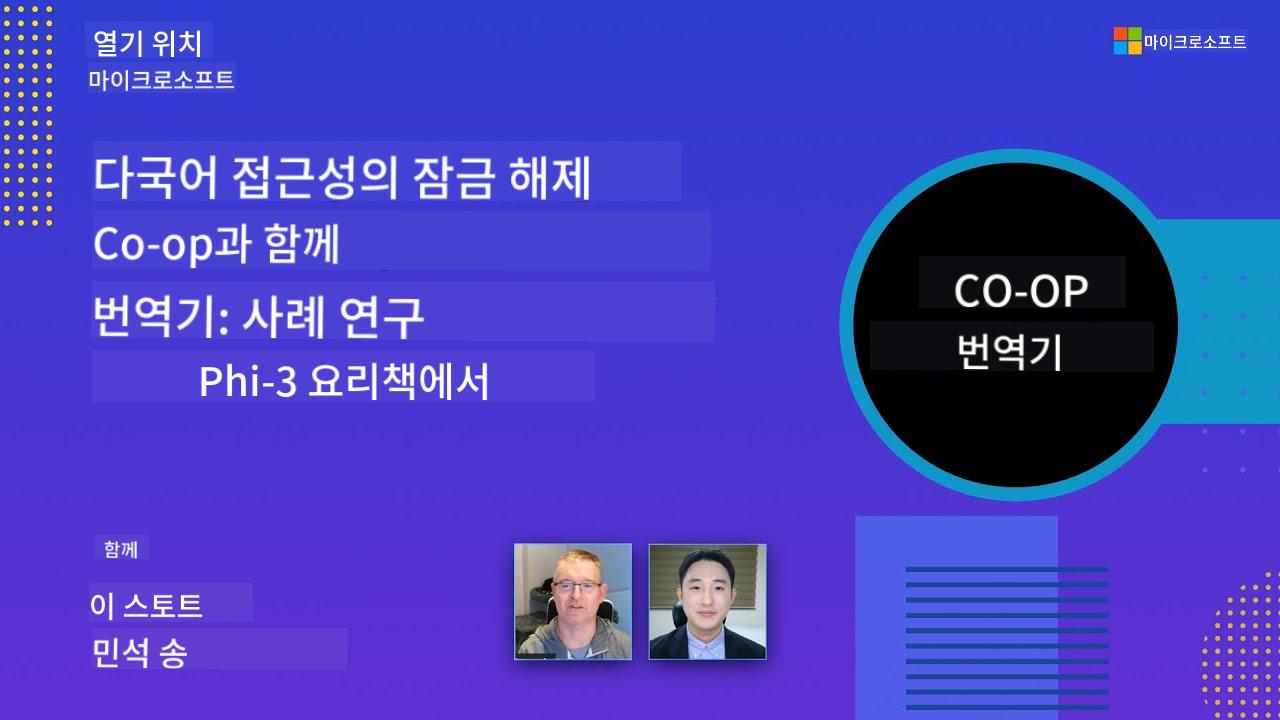 열기 위치
마이크로소프트
마이크로소프트
다국어 접근성의 잠금 해제
Co-op과 함께
번역기: 사례 연구
Phi-3 요리책에서
CO-OP
번역기
함께
이 스토트
민석 송